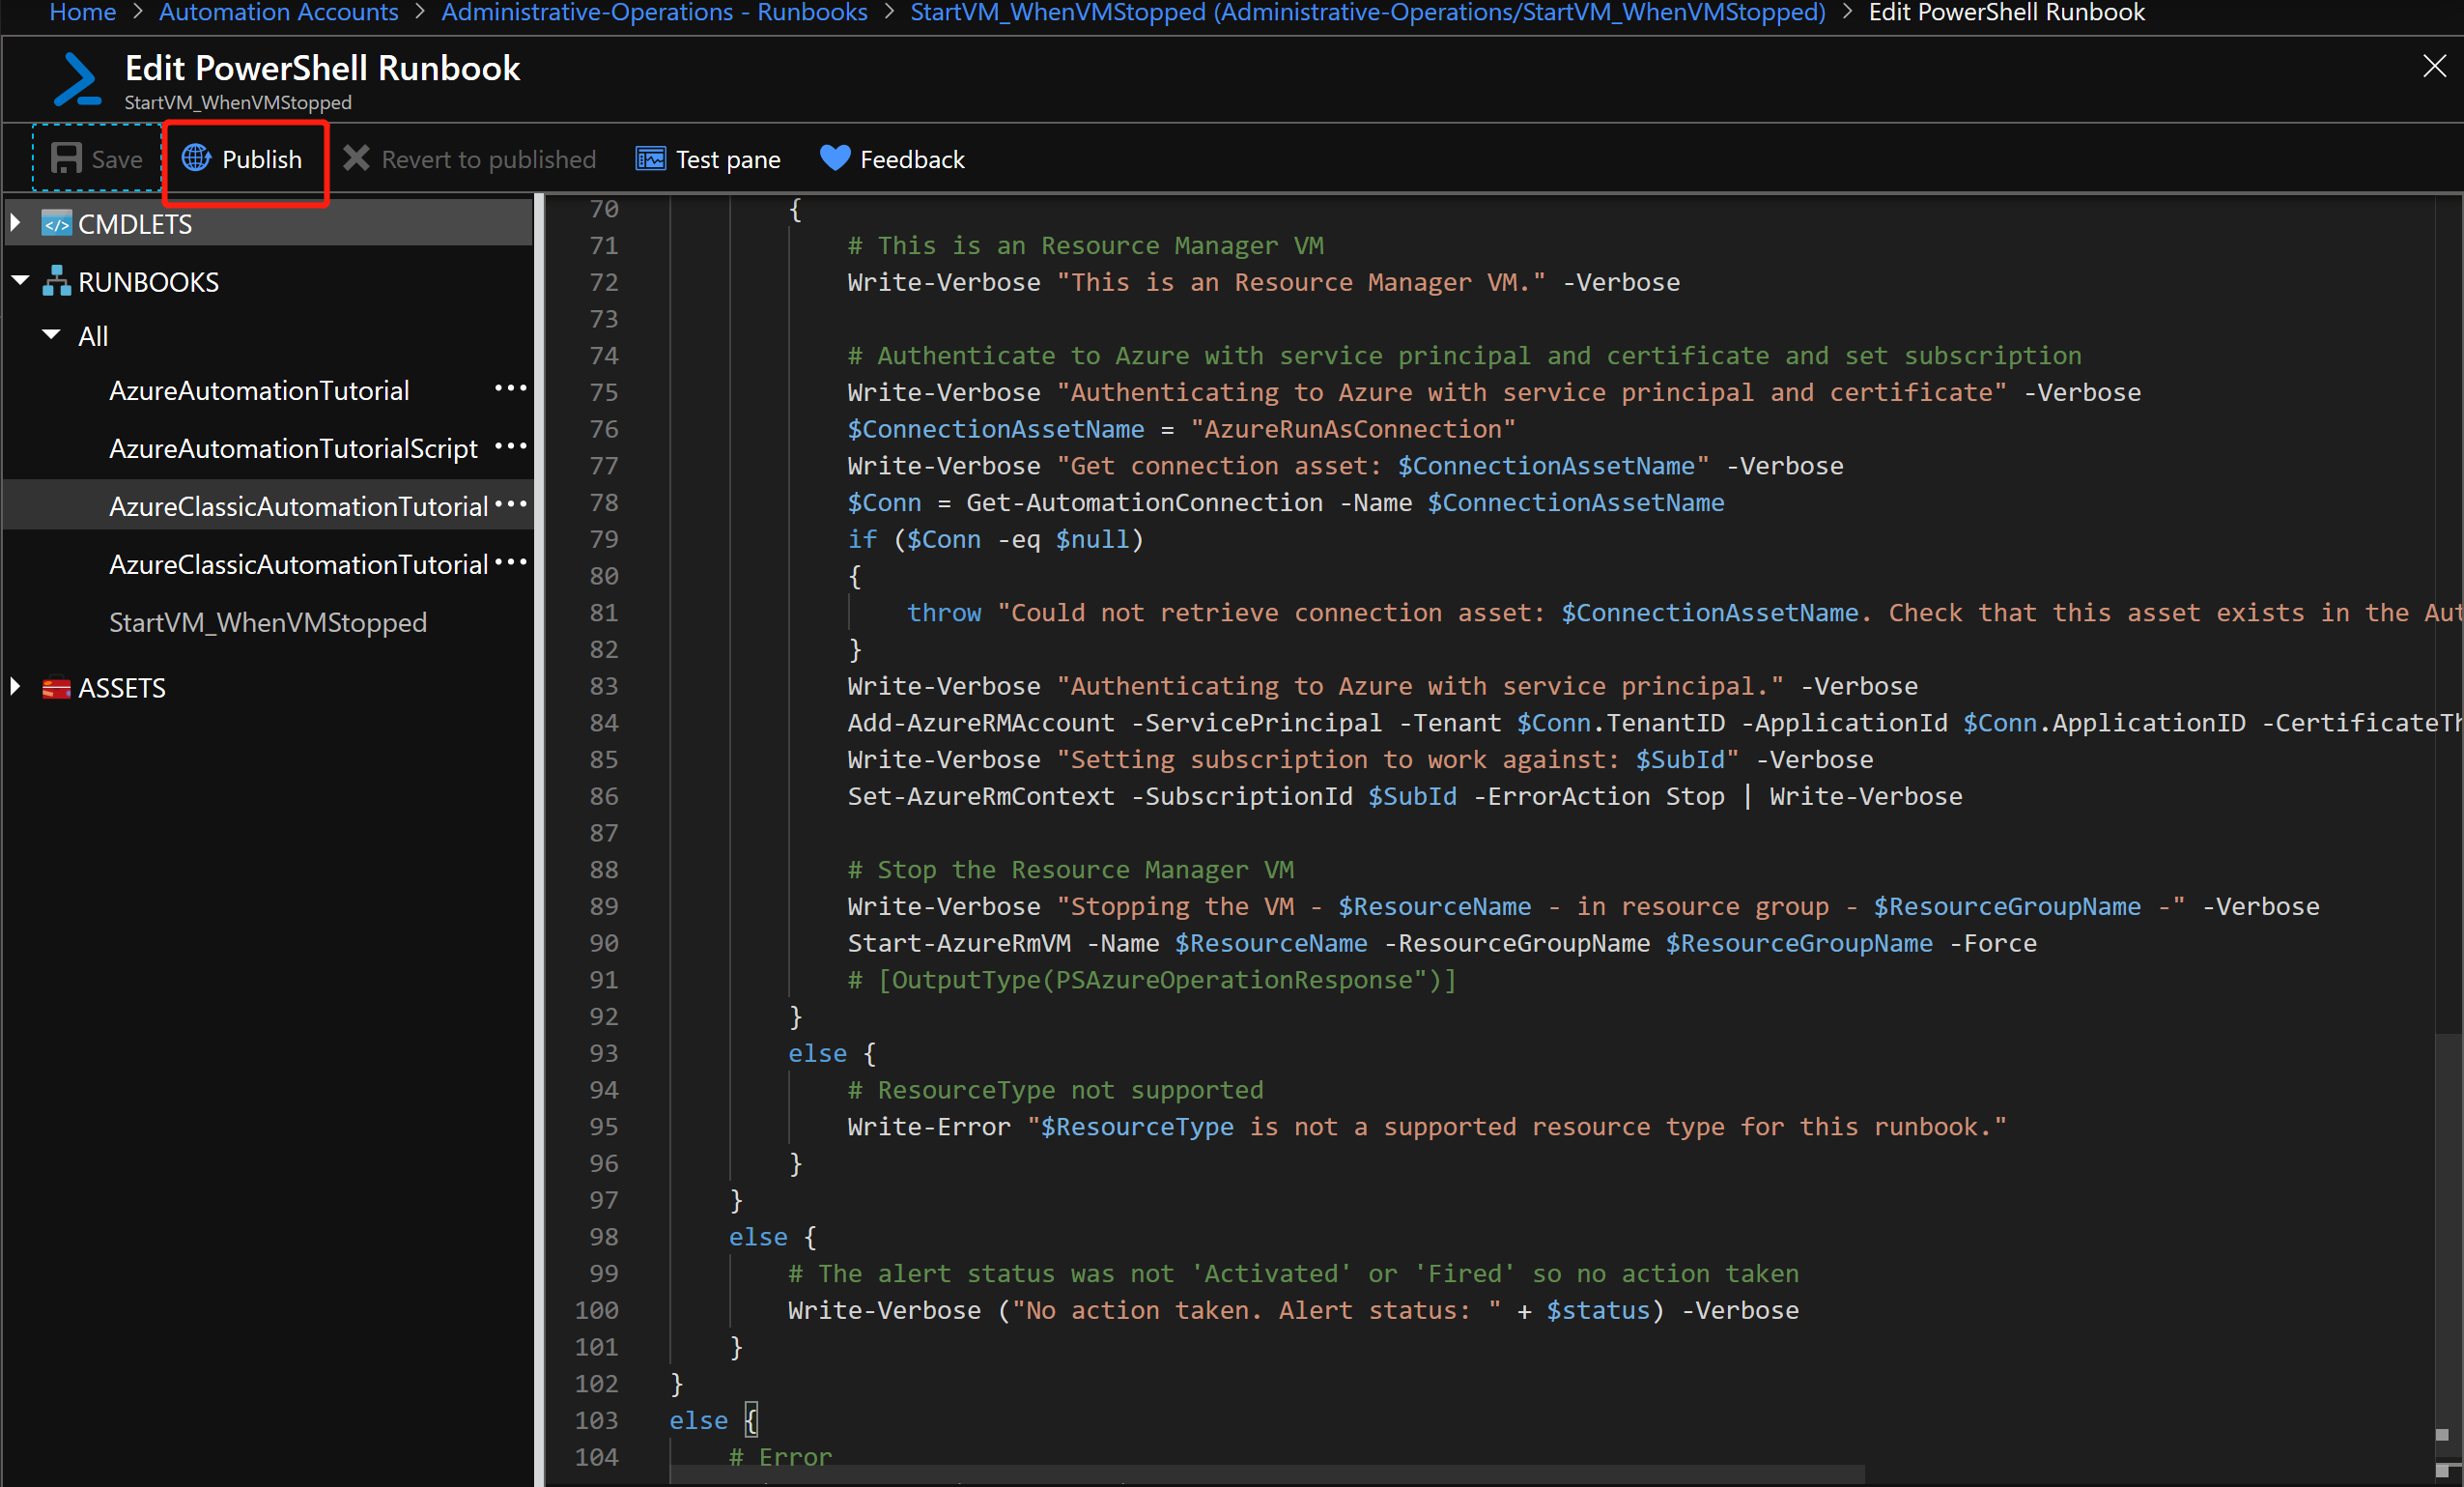 Home > Automation Accounts > Administrative-Operations - Runbooks > StartVM_WhenVMStopped (Administrative-Operations/StartVM_WhenVMStopped) > Edit PowerShell Runbook
Edit PowerShell Runbook
StartVM_WhenVMStopped
Save Publish Revert to published Test pane Feedback
CMDLETS
RUNBOOKS
All
AzureAutomationTutorial
AzureAutomationTutorialScript
AzureClassicAutomationTutorial
AzureClassicAutomationTutorial
StartVM_WhenVMStopped
ASSETS
70 {
71 # This is an Resource Manager VM
72 Write-Verbose "This is an Resource Manager VM." -Verbose
73
74 # Authenticate to Azure with service principal and certificate and set subscription
75 Write-Verbose "Authenticating to Azure with service principal and certificate" -Verbose
76 $ConnectionAssetName = "AzureRunAsConnection"
77 Write-Verbose "Get connection asset: $ConnectionAssetName" -Verbose
78 $Conn = Get-AutomationConnection -Name $ConnectionAssetName
79 if ($Conn -eq $null)
80 {
81 throw "Could not retrieve connection asset: $ConnectionAssetName. Check that this asset exists in the Aut
82 }
83 Write-Verbose "Authenticating to Azure with service principal." -Verbose
84 Add-AzureRMAccount -ServicePrincipal -Tenant $Conn.TenantID -ApplicationId $Conn.ApplicationID -CertificateTh
85 Write-Verbose "Setting subscription to work against: $SubId" -Verbose
86 Set-AzureRmContext -SubscriptionId $SubId -ErrorAction Stop | Write-Verbose
87
88 # Stop the Resource Manager VM
89 Write-Verbose "Stopping the VM - $ResourceName - in resource group - $ResourceGroupName -" -Verbose
90 Start-AzureRmVM -Name $ResourceName -ResourceGroupName $ResourceGroupName -Force
91 # [OutputType(PSAzureOperationResponse")]
92 }
93 else {
94 # ResourceType not supported
95 Write-Error "$ResourceType is not a supported resource type for this runbook."
96 }
97 }
98 else {
99 # The alert status was not 'Activated' or 'Fired' so no action taken
100 Write-Verbose ("No action taken. Alert status: " + $status) -Verbose
101 }
102 }
103 else {
104 # Error